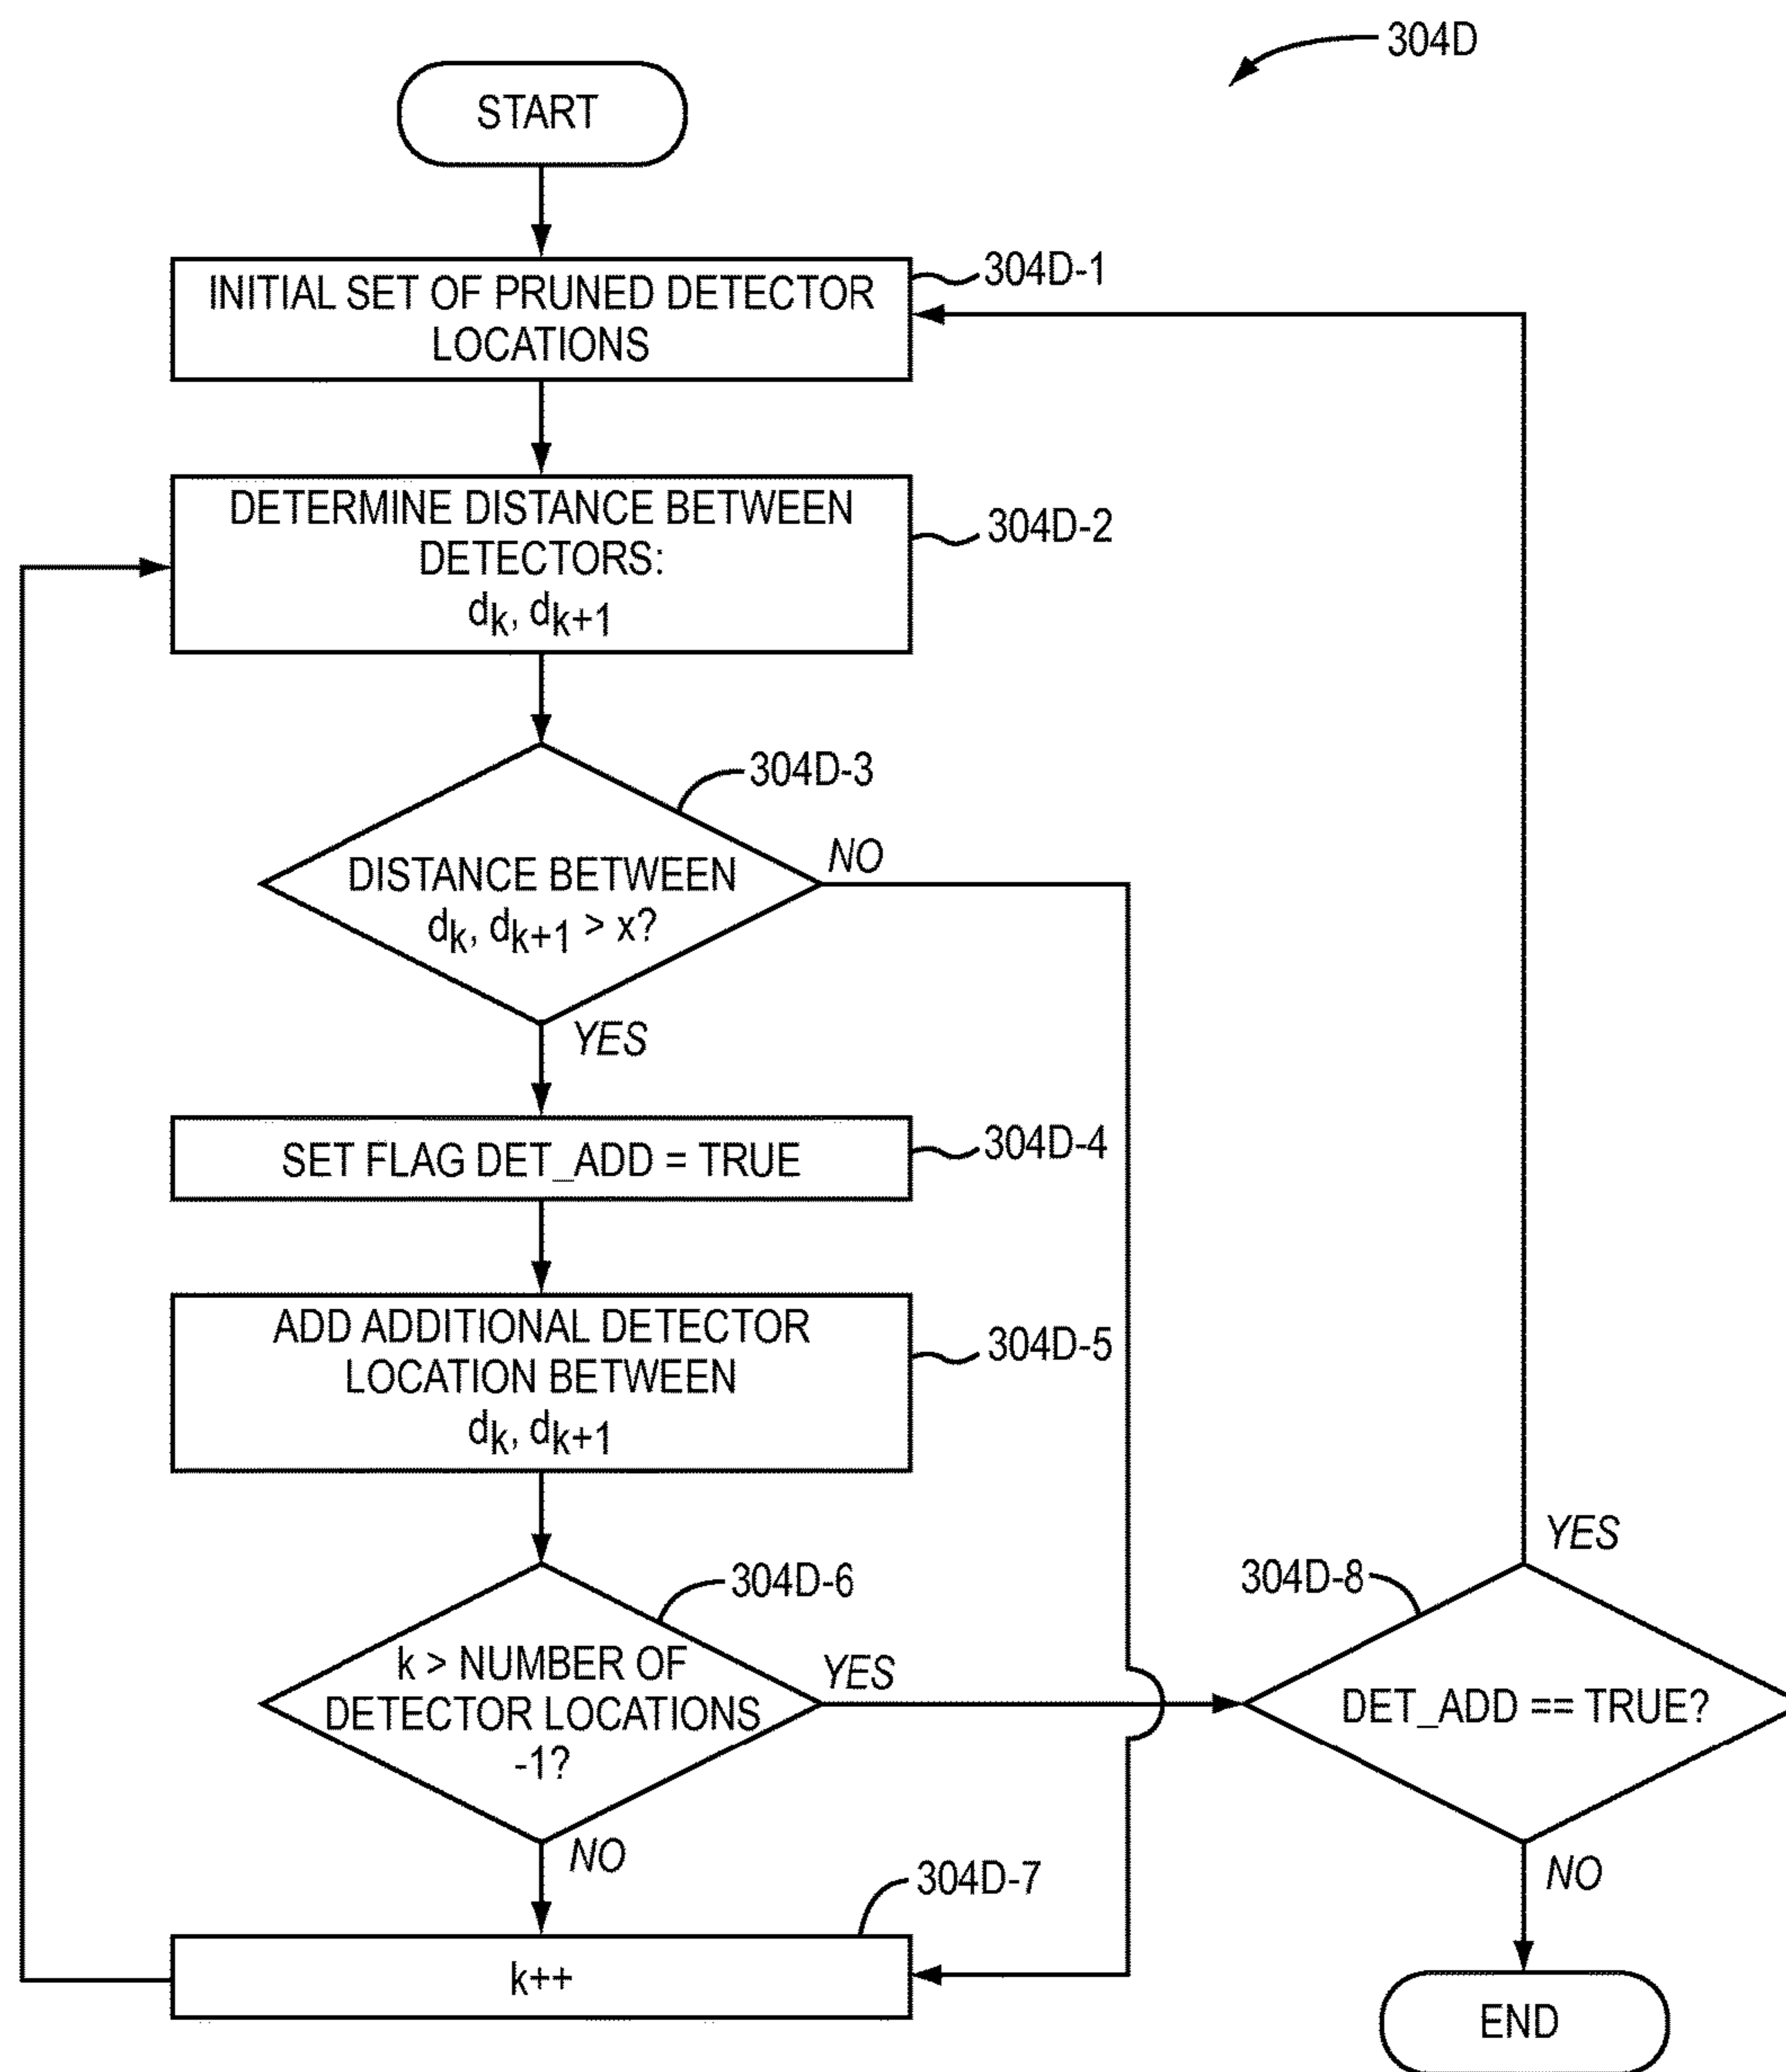 304D
START
INITIAL SET OF PRUNED DETECTOR
LOCATIONS
304D-1
DETERMINE DISTANCE BETWEEN
DETECTORS:
dk, dk+1
304D-2
304D-3
DISTANCE BETWEEN
dk, dk+1 > x?
NO
YES
SET FLAG DET_ADD = TRUE
304D-4
ADD ADDITIONAL DETECTOR
LOCATION BETWEEN
dk, dk+1
304D-5
304D-6
k > NUMBER OF
DETECTOR LOCATIONS
-1?
YES
NO
304D-7
k++
304D-8
YES
DET_ADD == TRUE?
NO
END